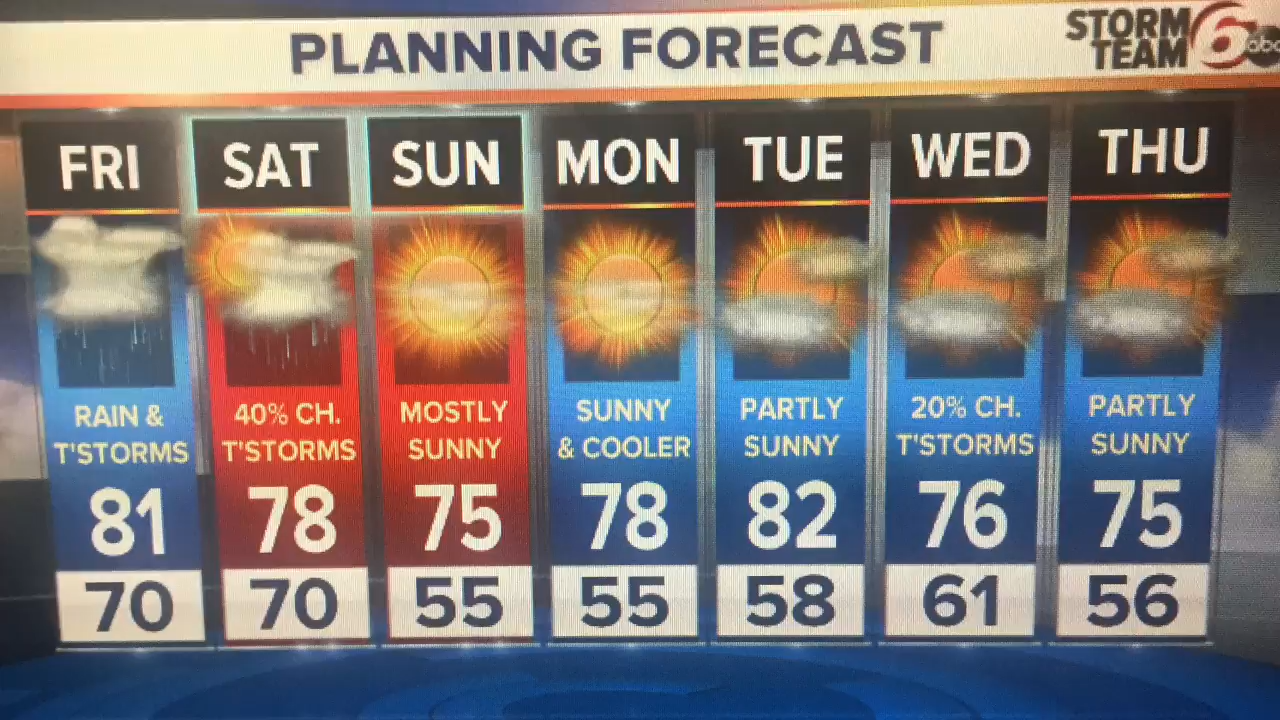 PLANNING FORECAST
STORM
TEAM 6 abc
FRI SAT SUN MON TUE WED THU
RAIN & 40% CH. MOSTLY SUNNY PARTLY 20% CH. PARTLY
T'STORMS T'STORMS SUNNY & COOLER SUNNY T'STORMS SUNNY
81 78 75 78 82 76 75
70 70 55 55 58 61 56